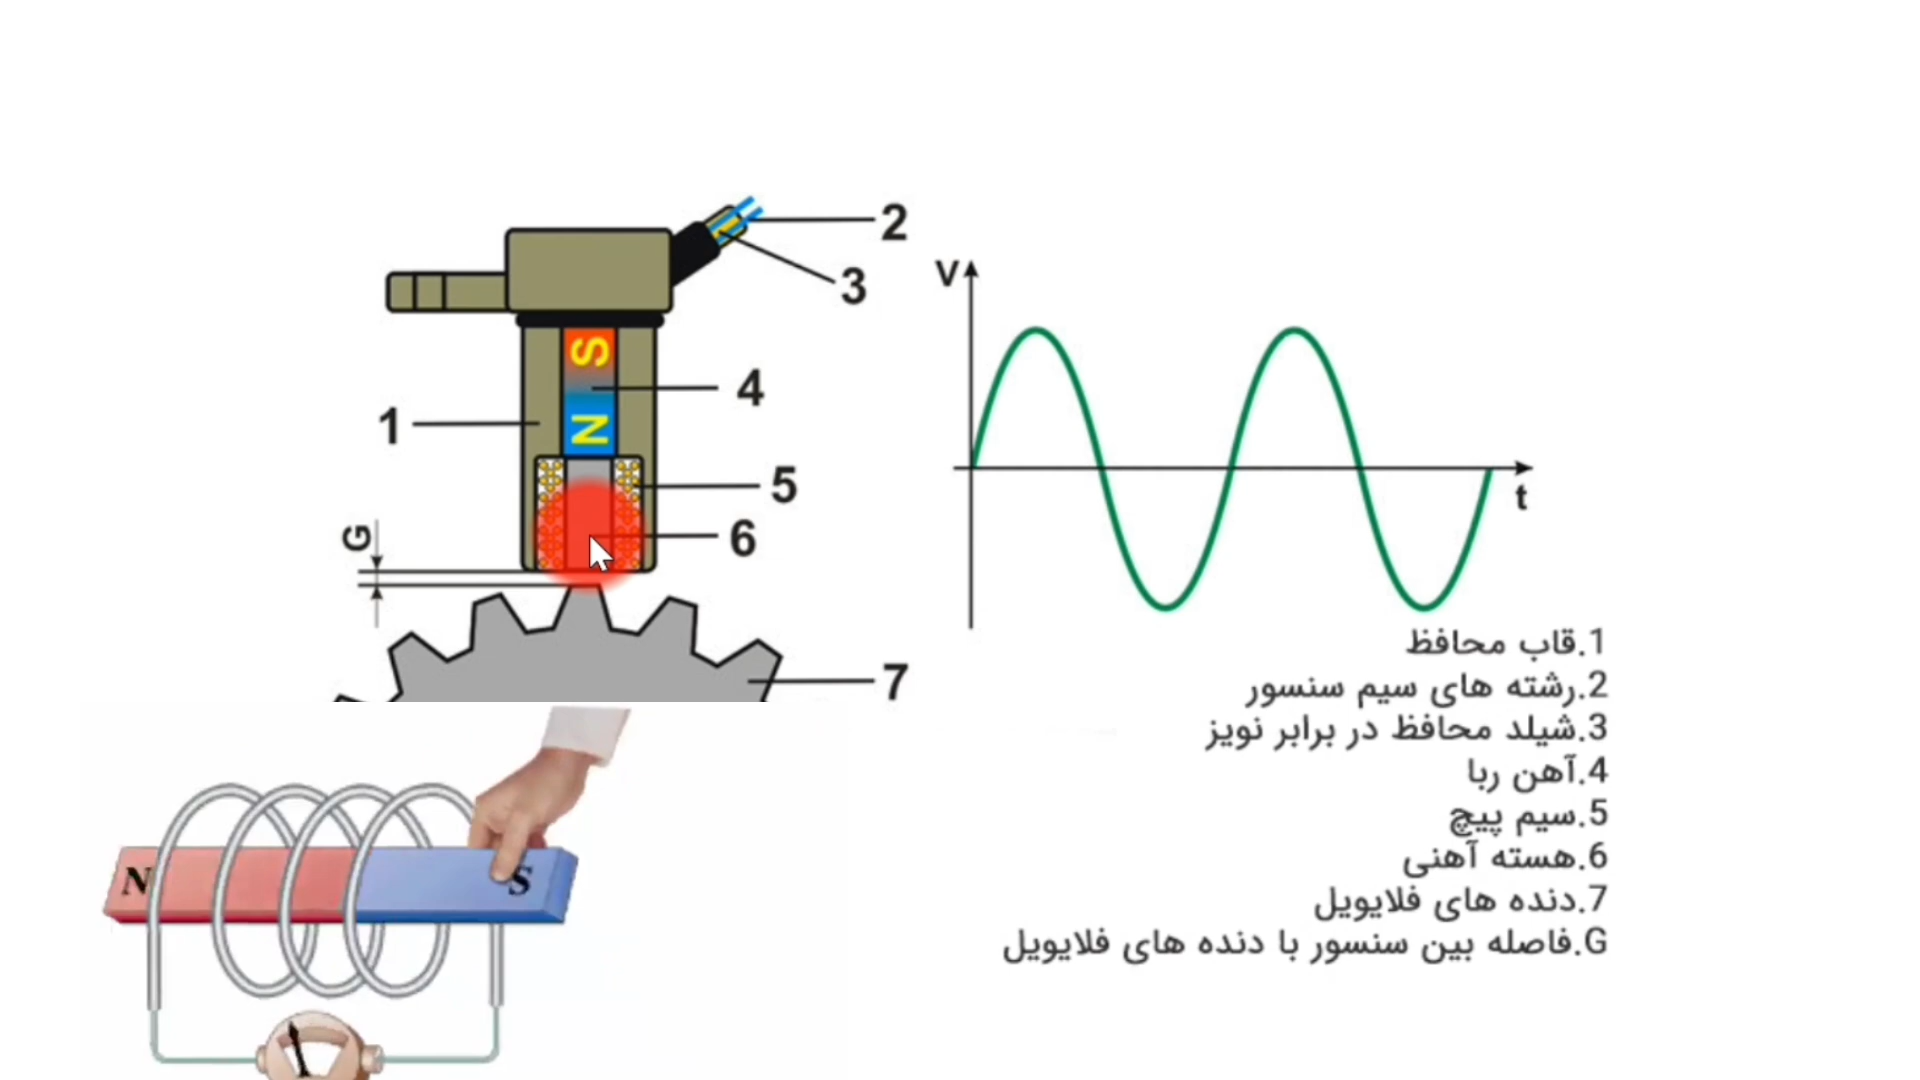 2
3
V
S
4
N
1
5
t
G
6
7
1.قاب محافظ
2.رشته های سیم سنسور
3.شیلد محافظ در برابر نویز
4.آهن ربا
5.سیم پیچ
6.هسته آهنی
7.دنده های فلایویل
G.فاصله بین سنسور با دنده های فلایویل
N
S